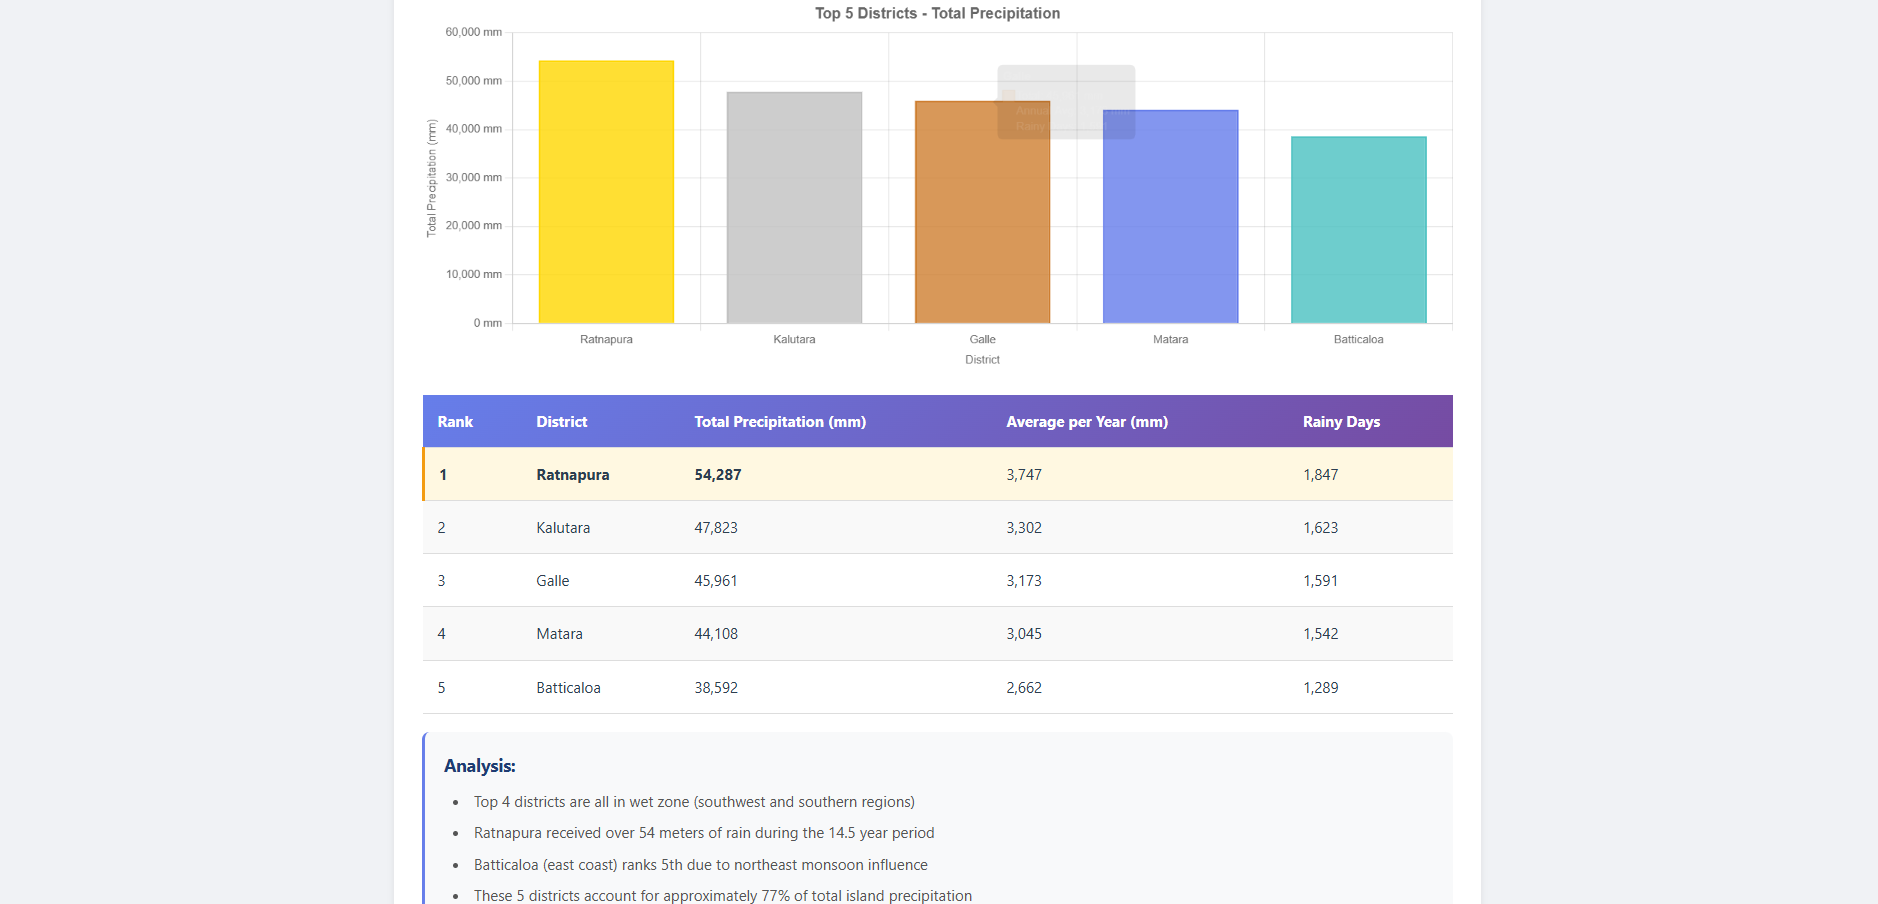 Top 5 Districts - Total Precipitation
60,000 mm
50,000 mm
40,000 mm
30,000 mm
20,000 mm
10,000 mm
0 mm
Total Precipitation (mm)
Ratnapura Kalutara Galle Matara Batticaloa
District
Rank District Total Precipitation (mm) Average per Year (mm) Rainy Days
1 Ratnapura 54,287 3,747 1,847
2 Kalutara 47,823 3,302 1,623
3 Galle 45,961 3,173 1,591
4 Matara 44,108 3,045 1,542
5 Batticaloa 38,592 2,662 1,289
Analysis:
• Top 4 districts are all in wet zone (southwest and southern regions)
• Ratnapura received over 54 meters of rain during the 14.5 year period
• Batticaloa (east coast) ranks 5th due to northeast monsoon influence
• These 5 districts account for approximately 77% of total island precipitation